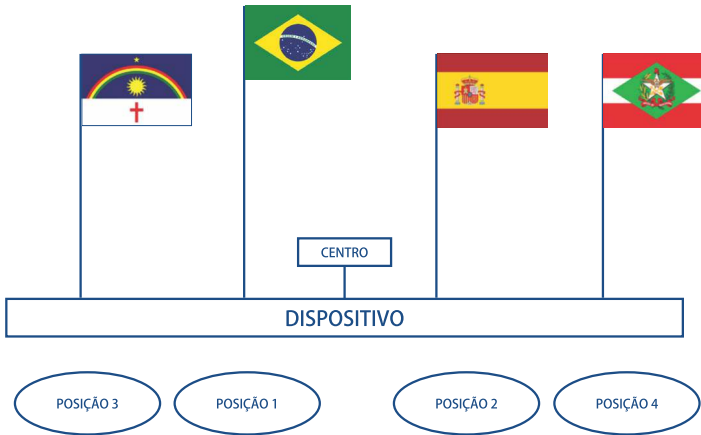 CENTRO
DISPOSITIVO
POSIÇÃO 3
POSIÇÃO 1
POSIÇÃO 2
POSIÇÃO 4